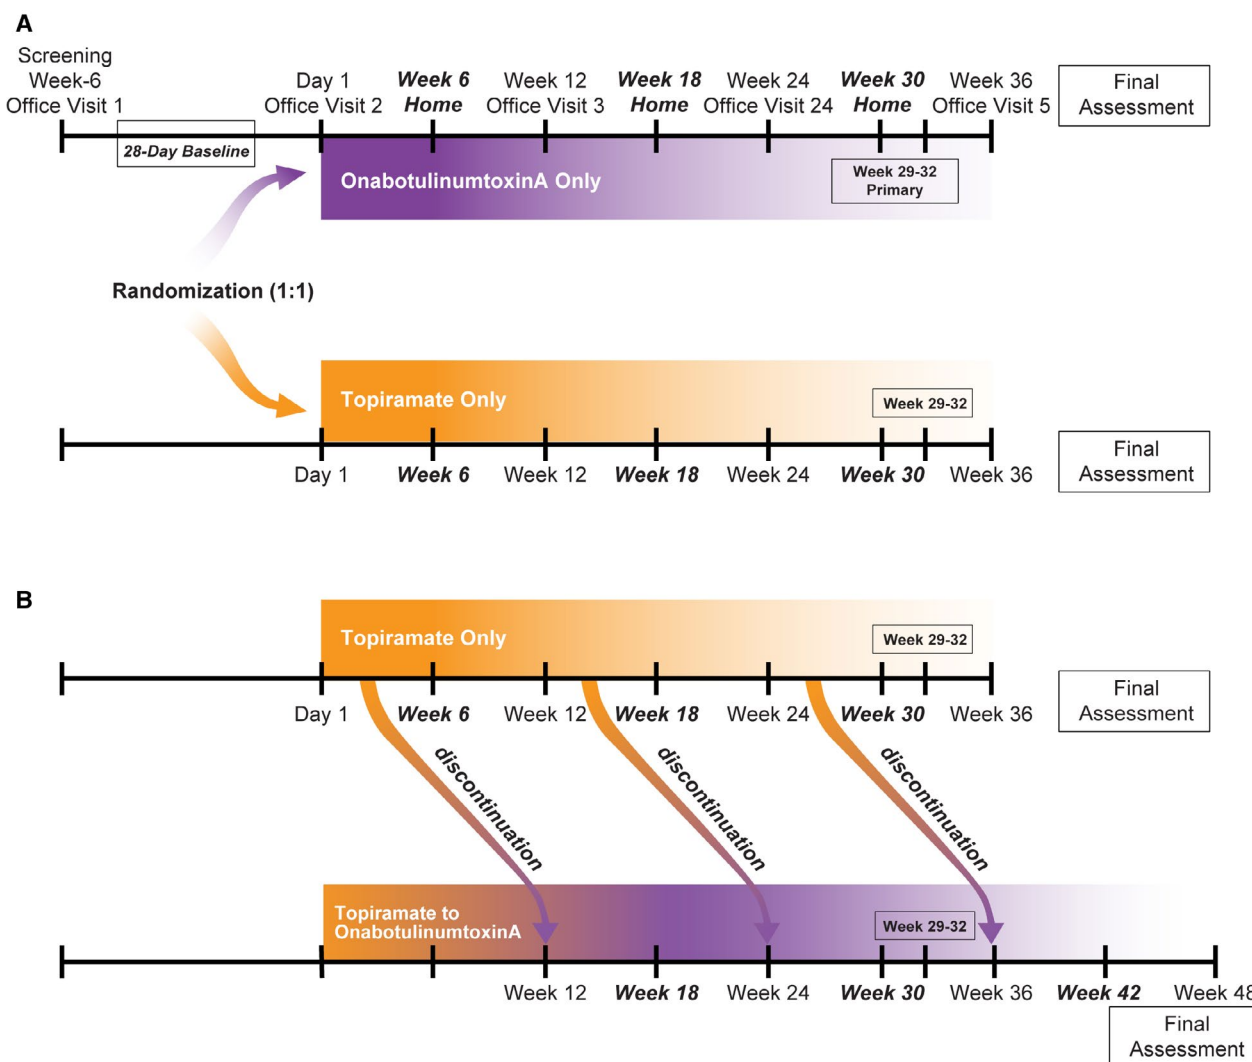 A
Screening
Week-6
Office Visit 1
Day 1
Office Visit 2
Week 6
Home
Week 12
Office Visit 3
Week 18
Home
Week 24
Office Visit 24
Week 30
Home
Week 36
Office Visit 5
Final
Assessment
28-Day Baseline
OnabotulinumtoxinA Only
Week 29-32
Primary
Randomization (1:1)
Topiramate Only
Week 29-32
Day 1
Week 6
Week 12
Week 18
Week 24
Week 30
Week 36
Final
Assessment
B
Topiramate Only
Week 29-32
Day 1
Week 6
Week 12
Week 18
Week 24
Week 30
Week 36
Final
Assessment
discontinuation
discontinuation
discontinuation
Topiramate to
OnabotulinumtoxinA
Week 29-32
Week 12
Week 18
Week 24
Week 30
Week 36
Week 42
Week 48
Final
Assessment